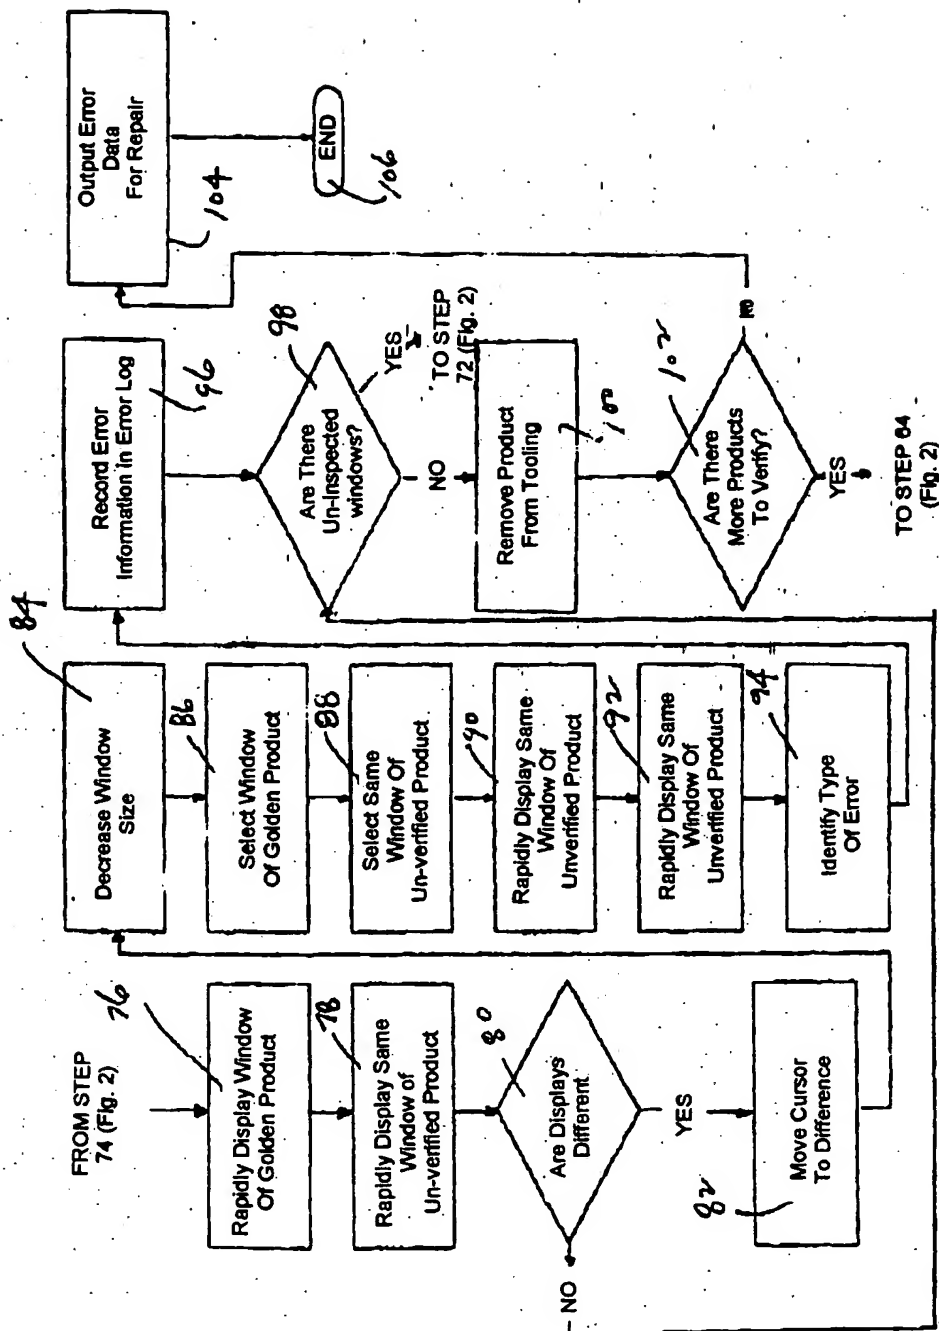 FROM STEP
74 (Fig. 2)
76
Rapidly Display Window
Of Golden Product
78
Rapidly Display Same
Window of
Un-verified Product
80
Are Displays
Different
NO
YES
82
Move Cursor
To Difference
84
Decrease Window
Size
86
Select Window
Of Golden Product
88
Select Same
Window Of
Un-verified Product
90
Rapidly Display Same
Window Of
Unverified Product
92
Rapidly Display Same
Window Of
Unverified Product
94
Identify Type
Of Error
Record Error
Information in Error Log
96
98
Are There
Un-Inspected
windows?
YES
TO STEP
72 (Fig. 2)
NO
Remove Product
From Tooling
100
102
Are There
More Products
To Verify?
NO
YES
TO STEP 64
(Fig. 2)
Output Error
Data
For Repair
104
END
106